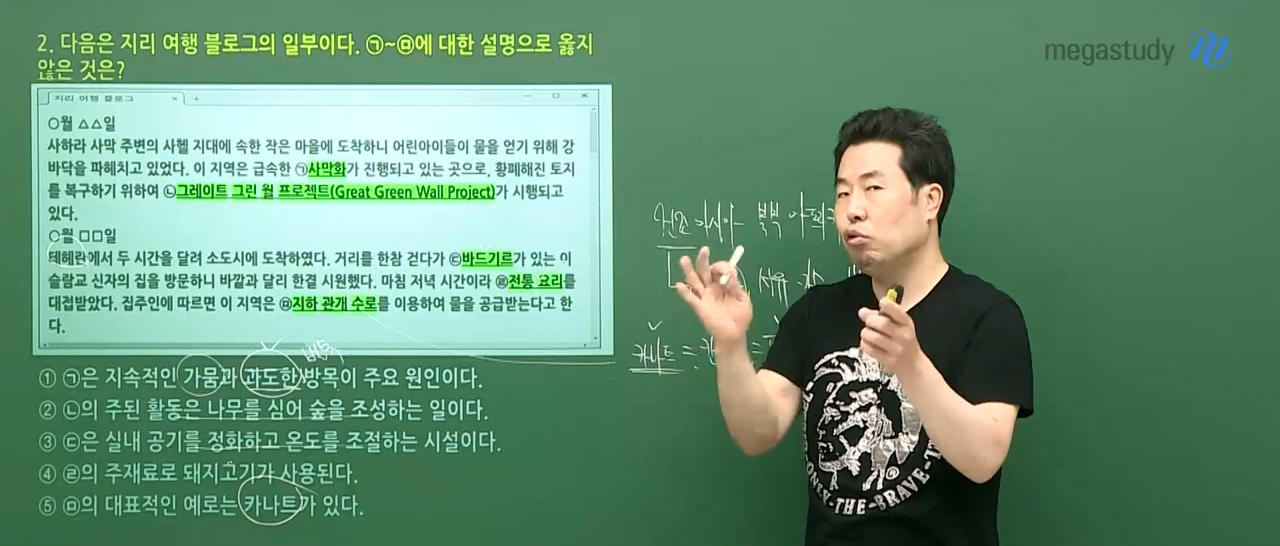 2. 다음은 지리 여행 블로그의 일부이다. ㉠~㉤에 대한 설명으로 옳지
않은 것은?
megastudy
지리 여행 블로그 × +
○월 △△일
사하라 사막 주변의 사헬 지대에 속한 작은 마을에 도착하니 어린아이들이 물을 얻기 위해 강
바닥을 파헤치고 있었다. 이 지역은 급속한 ㉠사막화가 진행되고 있는 곳으로, 황폐해진 토지
를 복구하기 위하여 ㉡그레이트 그린 월 프로젝트(Great Green Wall Project)가 시행되고
있다.
○월 □□일
테헤란에서 두 시간을 달려 소도시에 도착하였다. 거리를 한참 걷다가 ㉢바드기르가 있는 이
슬람교 신자의 집을 방문하니 바깥과 달리 한결 시원했다. 마침 저녁 시간이라 ㉣전통 요리를
대접받았다. 집주인에 따르면 이 지역은 ㉤지하 관개 수로를 이용하여 물을 공급받는다고 한
다.
① ㉠은 지속적인 가뭄과 과도한 방목이 주요 원인이다.
② ㉡의 주된 활동은 나무를 심어 숲을 조성하는 일이다.
③ ㉢은 실내 공기를 정화하고 온도를 조절하는 시설이다.
④ ㉣의 주재료로 돼지고기가 사용된다.
⑤ ㉤의 대표적인 예로는 카나트가 있다.
건조 아시아 북부 아프리
카나트 =
-THE-BRAVE-